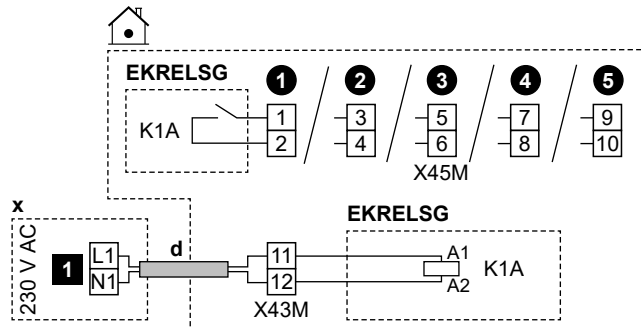 EKRELSG
1
2
3
4
5
K1A
1 3 5 7 9
2 4 6 8 10
X45M
x
EKRELSG
230 V AC
1
L1
N1
d
11
12
X43M
A1
A2
K1A